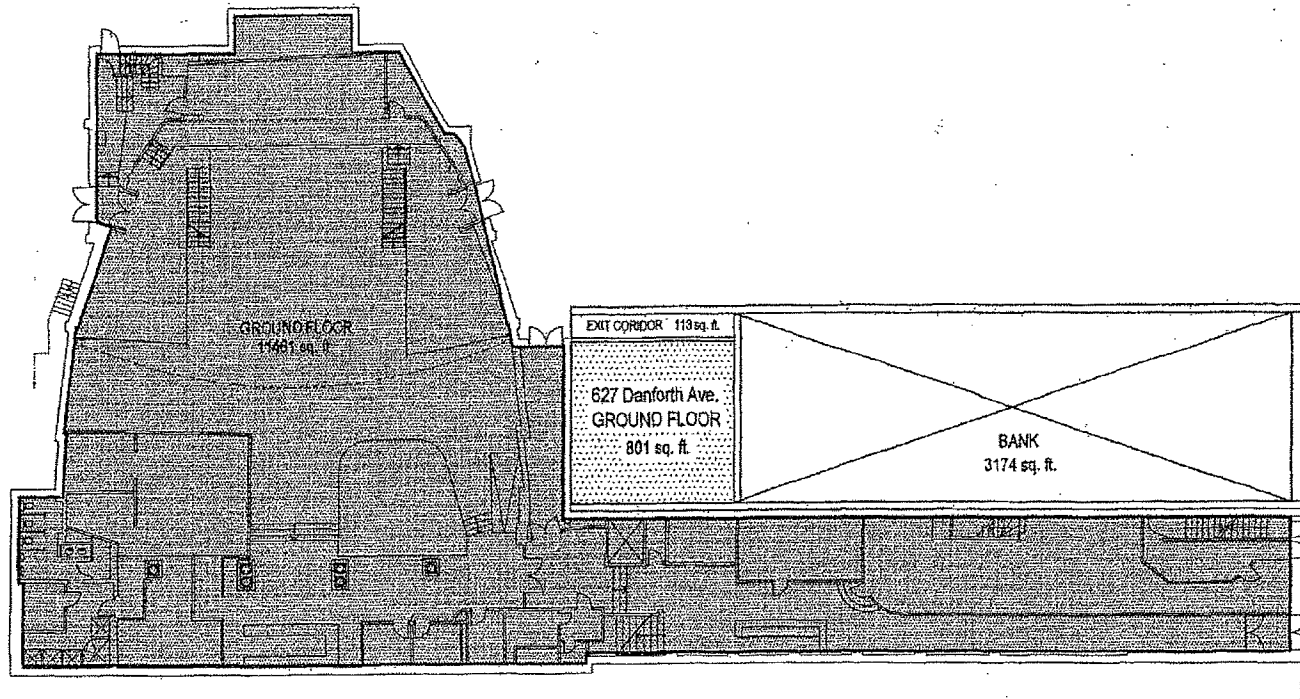 GROUND FLOOR
11461 sq. ft
EXIT CORIDOR 113 sq. ft.
627 Danforth Ave.
GROUND FLOOR
801 sq. ft.
BANK
3174 sq. ft.